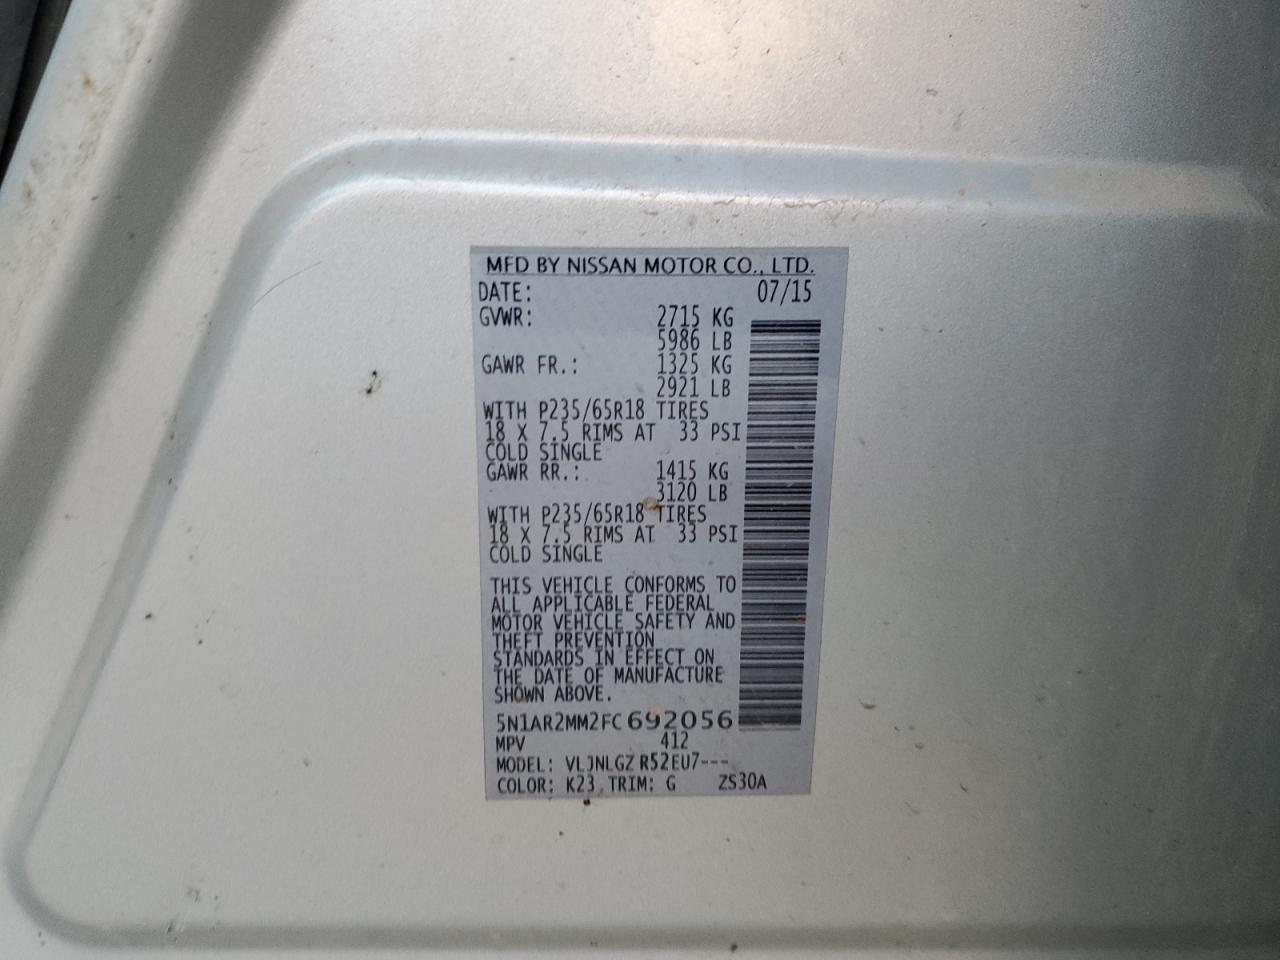 MFD BY NISSAN MOTOR CO., LTD.
DATE: 07/15
GVWR: 2715 KG
5986 LB
GAWR FR.: 1325 KG
2921 LB
WITH P235/65R18 TIRES
18 X 7.5 RIMS AT 33 PSI
COLD SINGLE
GAWR RR.: 1415 KG
3120 LB
WITH P235/65R18 TIRES
18 X 7.5 RIMS AT 33 PSI
COLD SINGLE
THIS VEHICLE CONFORMS TO
ALL APPLICABLE FEDERAL
MOTOR VEHICLE SAFETY AND
THEFT PREVENTION
STANDARDS IN EFFECT ON
THE DATE OF MANUFACTURE
SHOWN ABOVE.
5N1AR2MM2FC692056
MPV 412
MODEL: VLJNLGZ R52EU7---
COLOR: K23 TRIM: G ZS30A